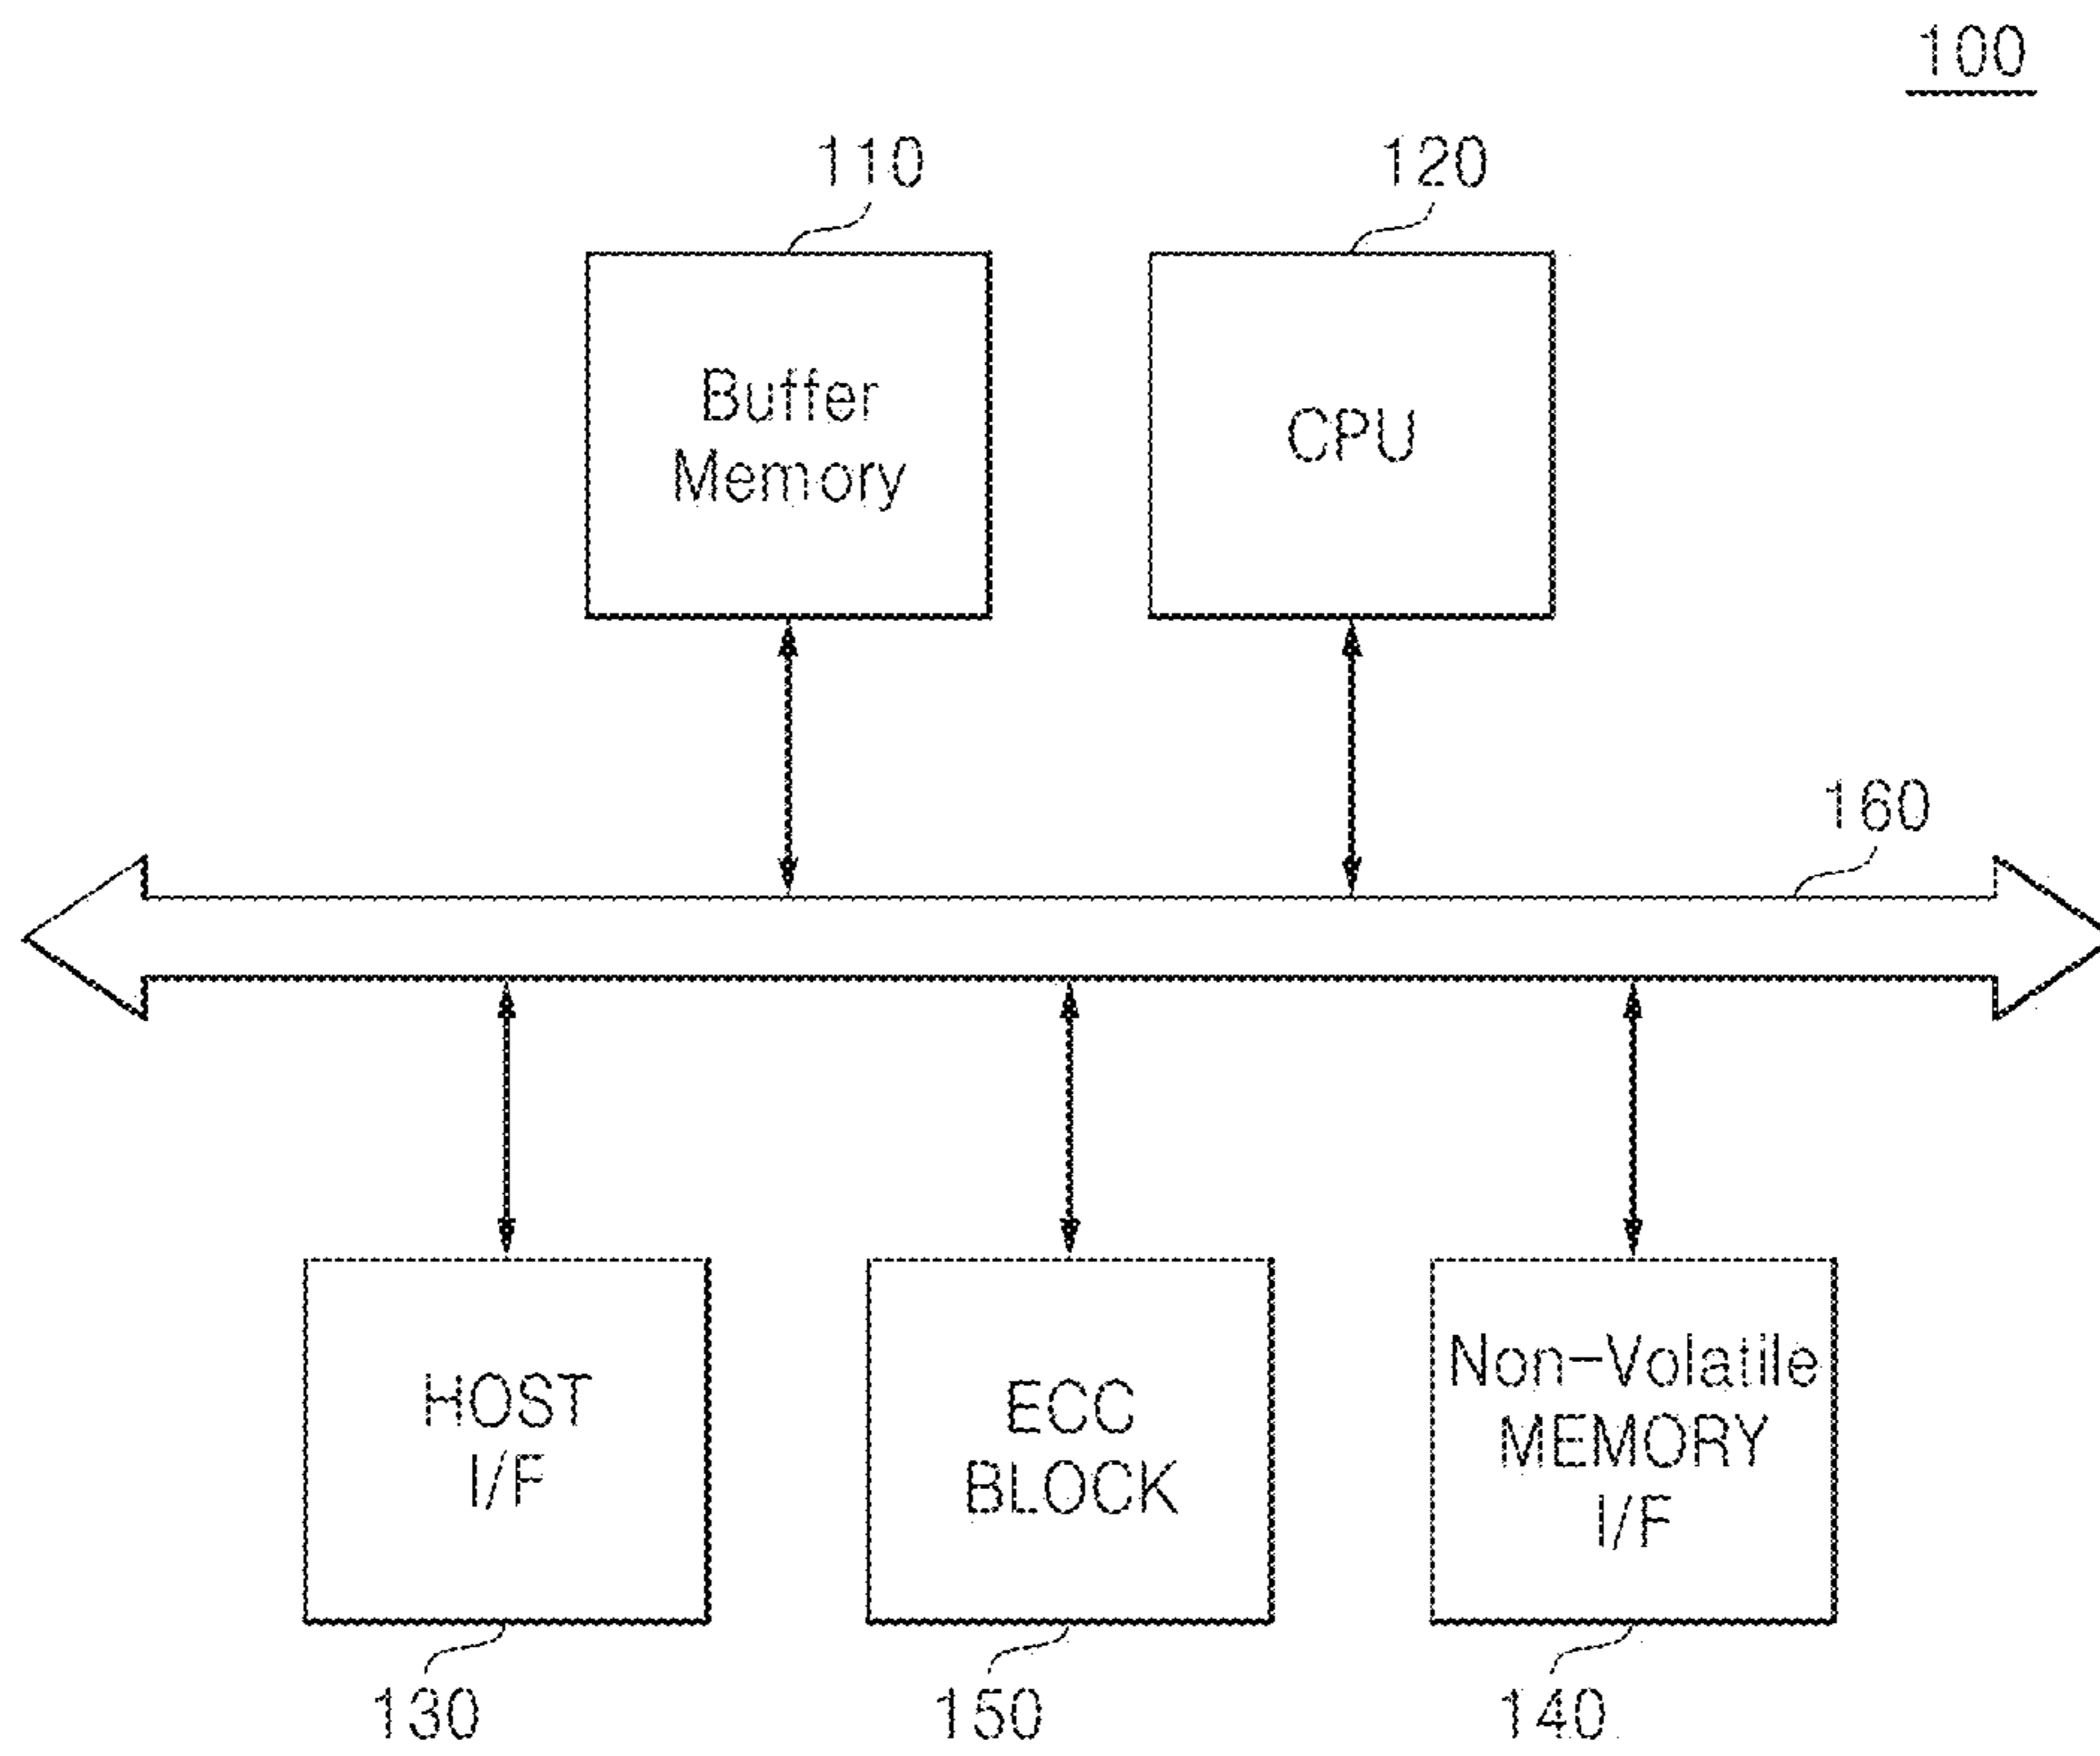 100
110
120
Buffer
Memory
CPU
160
HOST
I/F
ECC
BLOCK
Non-Volatile
MEMORY
I/F
130
150
140